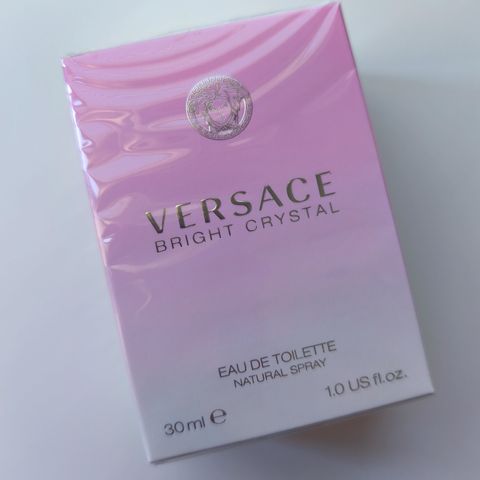 VERSACE
BRIGHT CRYSTAL
EAU DE TOILETTE
NATURAL SPRAY
30 ml e 1.0 US fl.oz.